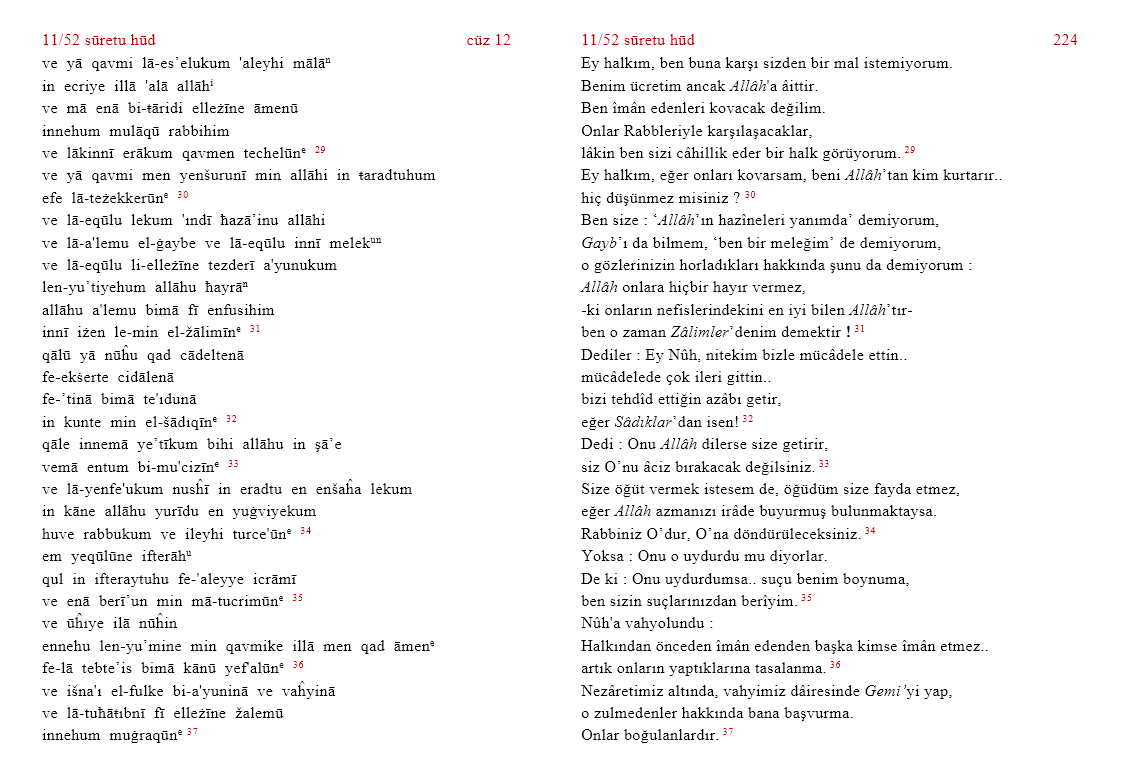 11/52 sūretu hūd cüz 12
ve yā qavmi lā-es’elukum 'aleyhi mālāⁿ
in ecriye illā 'alā allāhⁱ
ve mā enā bi-ŧāridi elleżīne āmenū
innehum mulāqū rabbihim
ve lākinnī erākum qavmen techelūnᵉ ²⁹
ve yā qavmi men yenšurunī min allāhi in ŧaradtuhum
efe lā-teżekkerūnᵉ ³⁰
ve lā-eqūlu lekum 'ındī ħazā’inu allāhi
ve lā-a'lemu el-ġaybe ve lā-eqūlu innī melekᵘⁿ
ve lā-eqūlu li-elleżīne tezderī a'yunukum
len-yu’tiyehum allāhu ħayrāⁿ
allāhu a'lemu bimā fī enfusihim
innī iżen le-min el-žālimīnᵉ ³¹
qālū yā nūĥu qad cādeltenā
fe-ekŝerte cidālenā
fe-’tinā bimā te'ıdunā
in kunte min el-šādıqīnᵉ ³²
qāle innemā ye’tīkum bihi allāhu in şā’e
vemā entum bi-mu'cizīnᵉ ³³
ve lā-yenfe'ukum nusĥī in eradtu en enšaĥa lekum
in kāne allāhu yurīdu en yuġviyekum
huve rabbukum ve ileyhi turce'ūnᵉ ³⁴
em yeqūlūne ifterāhᵘ
qul in ifteraytuhu fe-'aleyye icrāmī
ve enā berī’un min mā-tucrimūnᵉ ³⁵
ve ūĥıye ilā nūĥin
ennehu len-yu’mine min qavmike illā men qad āmenᵉ
fe-lā tebte’is bimā kānū yef'alūnᵉ ³⁶
ve išna'ı el-fulke bi-a'yuninā ve vaĥyinā
ve lā-tuħāŧıbnī fī elleżīne žalemū
innehum muġraqūnᵉ ³⁷
11/52 sūretu hūd 224
Ey halkım, ben buna karşı sizden bir mal istemiyorum.
Benim ücretim ancak Allâh'a âittir.
Ben îmân edenleri kovacak değilim.
Onlar Rabbleriyle karşılaşacaklar,
lâkin ben sizi câhillik eder bir halk görüyorum. ²⁹
Ey halkım, eğer onları kovarsam, beni Allâh’tan kim kurtarır..
hiç düşünmez misiniz ? ³⁰
Ben size : ‘Allâh’ın hazîneleri yanımda’ demiyorum,
Gayb’ı da bilmem, ‘ben bir meleğim’ de demiyorum,
o gözlerinizin horladıkları hakkında şunu da demiyorum :
Allâh onlara hiçbir hayır vermez,
-ki onların nefislerindekini en iyi bilen Allâh’tır-
ben o zaman Zâlimler’denim demektir ! ³¹
Dediler : Ey Nûh, nitekim bizle mücâdele ettin..
mücâdelede çok ileri gittin..
bizi tehdîd ettiğin azâbı getir,
eğer Sâdıklar’dan isen! ³²
Dedi : Onu Allâh dilerse size getirir,
siz O’nu âciz bırakacak değilsiniz. ³³
Size öğüt vermek istesem de, öğüdüm size fayda etmez,
eğer Allâh azmanızı irâde buyurmuş bulunmaktaysa.
Rabbiniz O’dur, O’na döndürüleceksiniz. ³⁴
Yoksa : Onu o uydurdu mu diyorlar.
De ki : Onu uydurdumsa.. suçu benim boynuma,
ben sizin suçlarınızdan berîyim. ³⁵
Nûh'a vahyolundu :
Halkından önceden îmân edenden başka kimse îmân etmez..
artık onların yaptıklarına tasalanma. ³⁶
Nezâretimiz altında, vahyimiz dâiresinde Gemi’yi yap,
o zulmedenler hakkında bana başvurma.
Onlar boğulanlardır. ³⁷